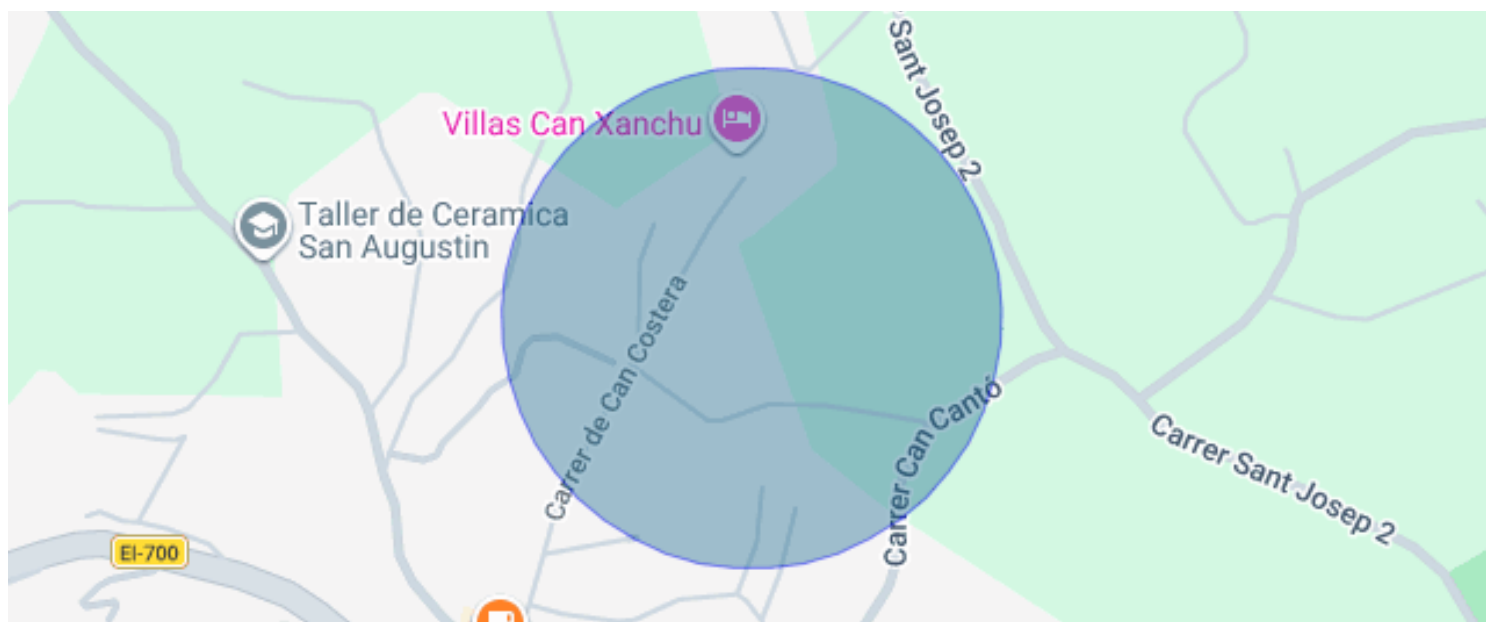 Sant Josep 2
Villas Can Xanchu
Taller de Ceramica
San Augustin
Carrer de Can Costera
Carrer Can Cantó
Carrer Sant Josep 2
EI-700